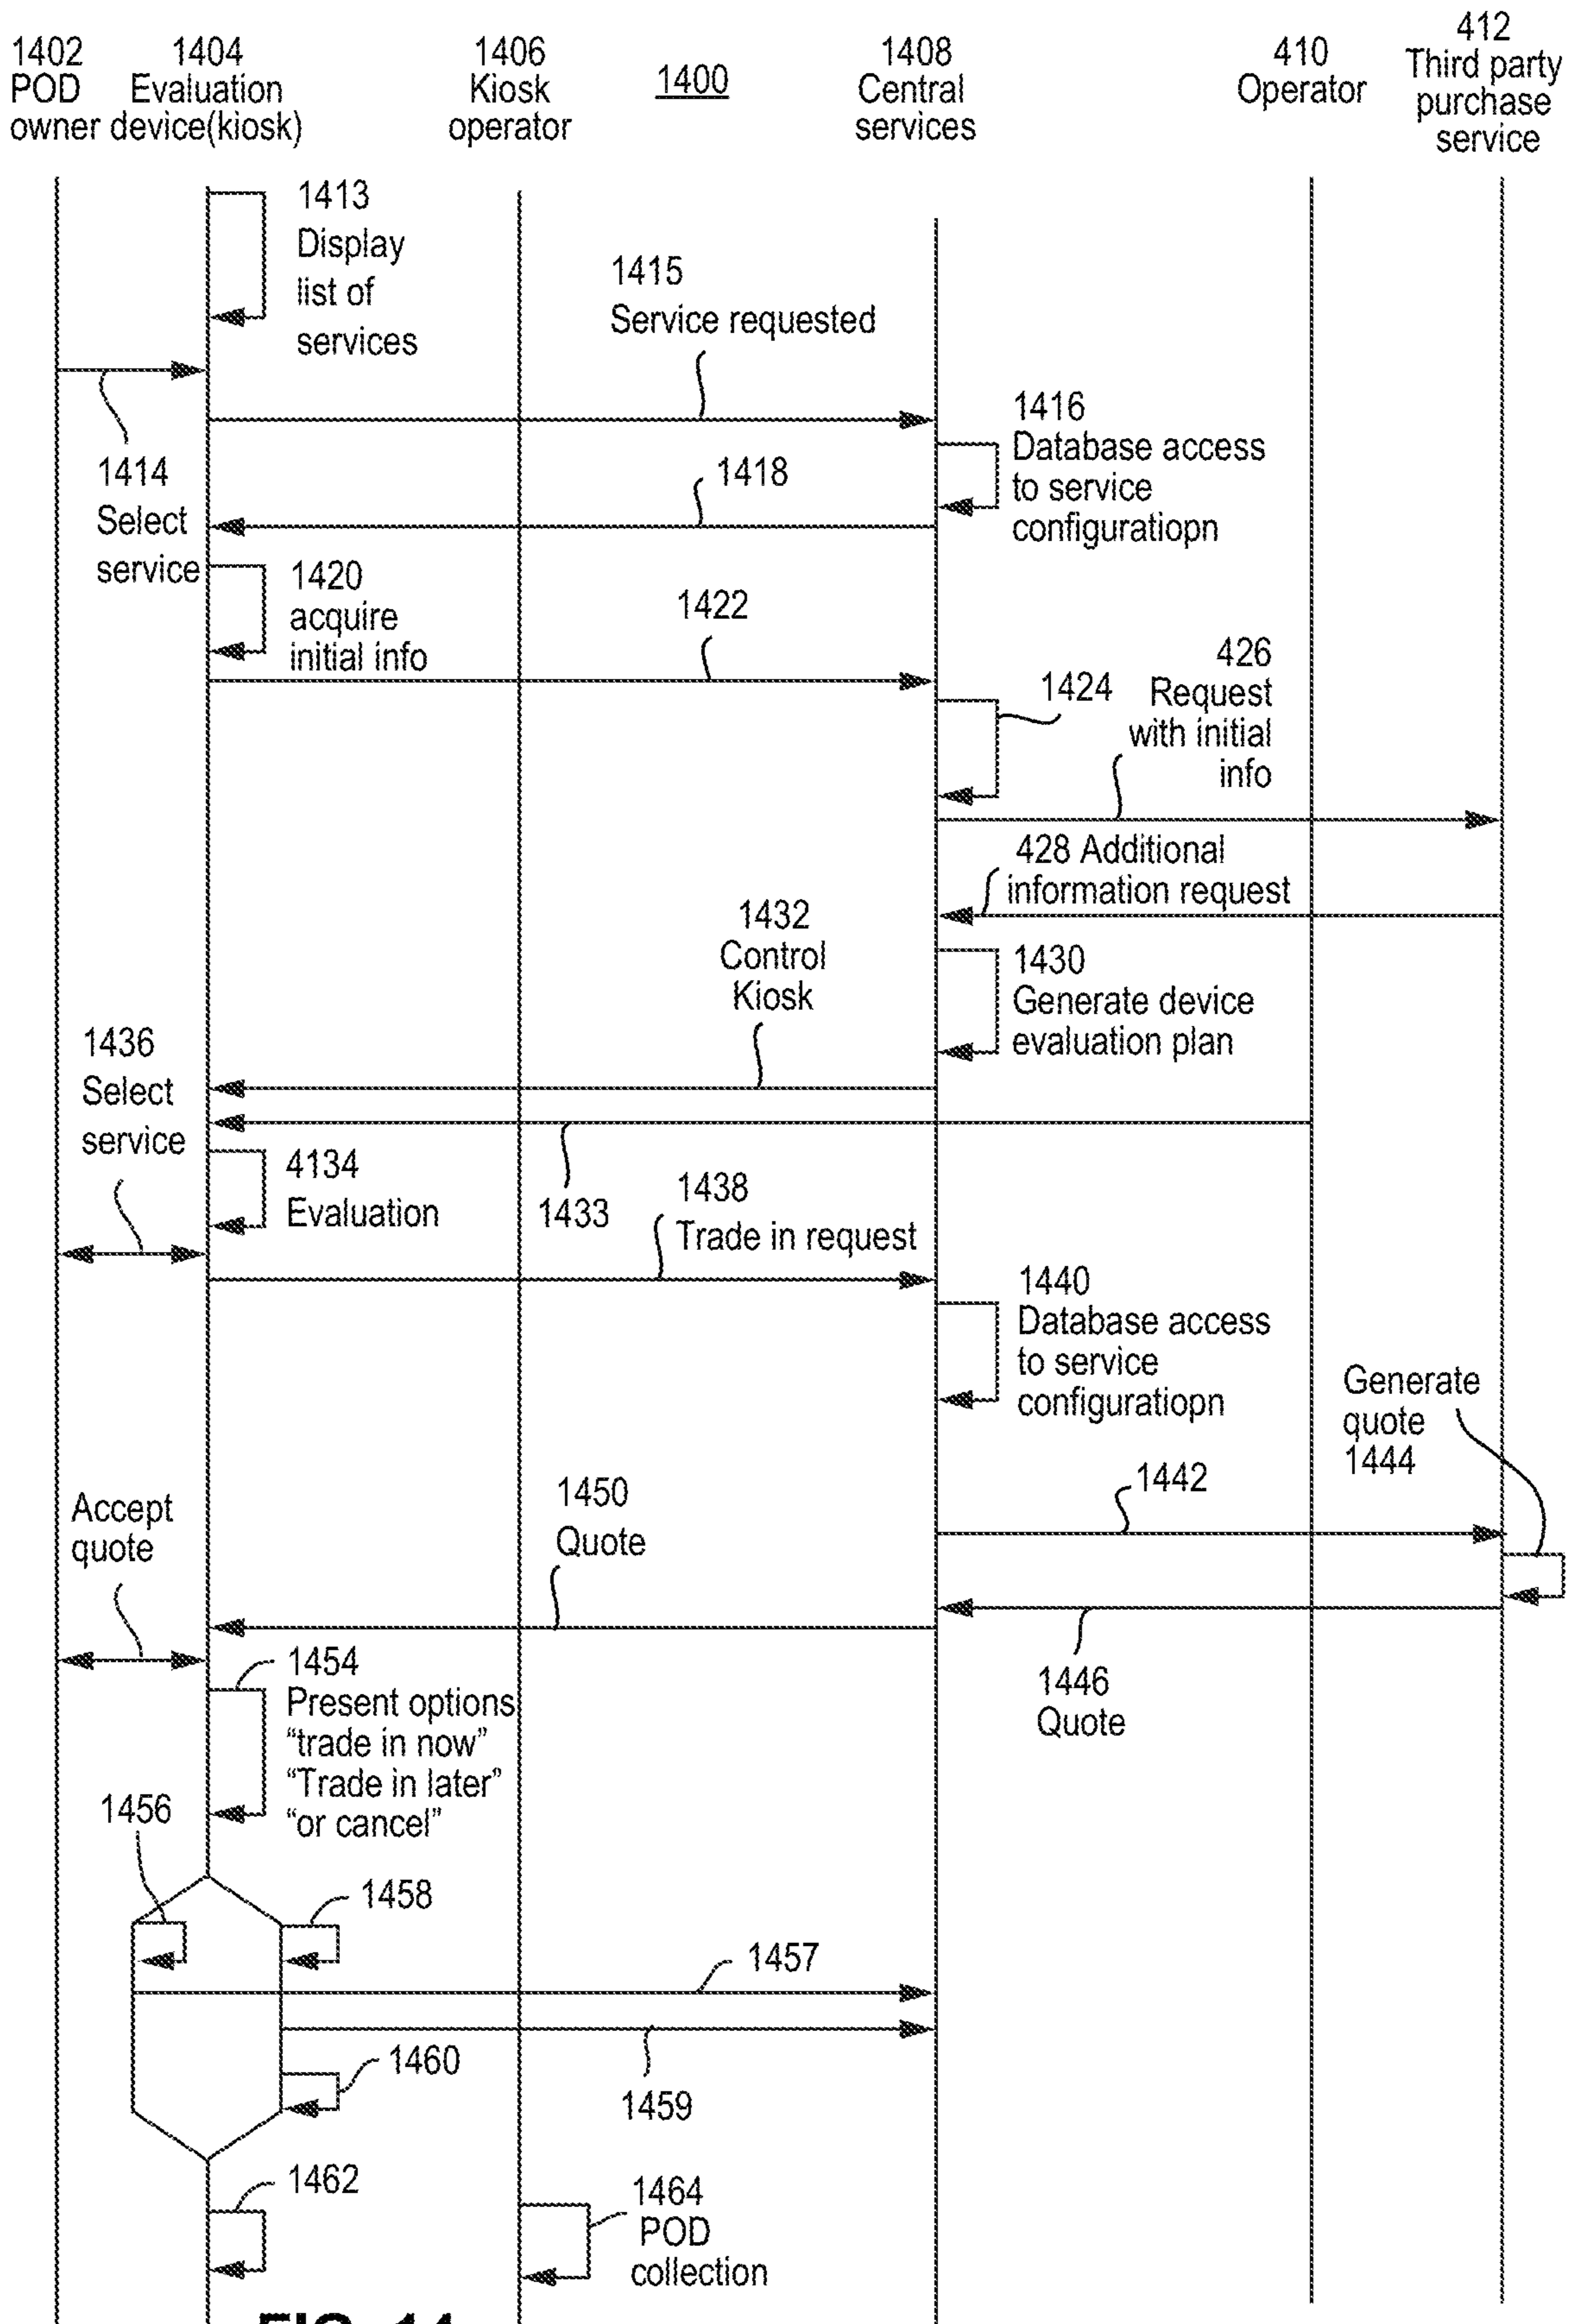 1402
POD
owner
1404
Evaluation
device(kiosk)
1406
Kiosk
operator
1400
1408
Central
services
410
Operator
412
Third party
purchase
service
1413
Display
list of
services
1415
Service requested
1414
Select
service
1416
Database access
to service
configuratiopn
1418
1420
acquire
initial info
1422
1424
426
Request
with initial
info
428 Additional
information request
1432
Control
Kiosk
1430
Generate device
evaluation plan
1436
Select
service
4134
Evaluation
1433
1438
Trade in request
1440
Database access
to service
configuratiopn
Generate
quote
1444
1442
1450
Quote
Accept
quote
1446
Quote
1454
Present options
“trade in now”
“Trade in later”
“or cancel”
1456
1458
1457
1459
1460
1462
1464
POD
collection
FIG. 14